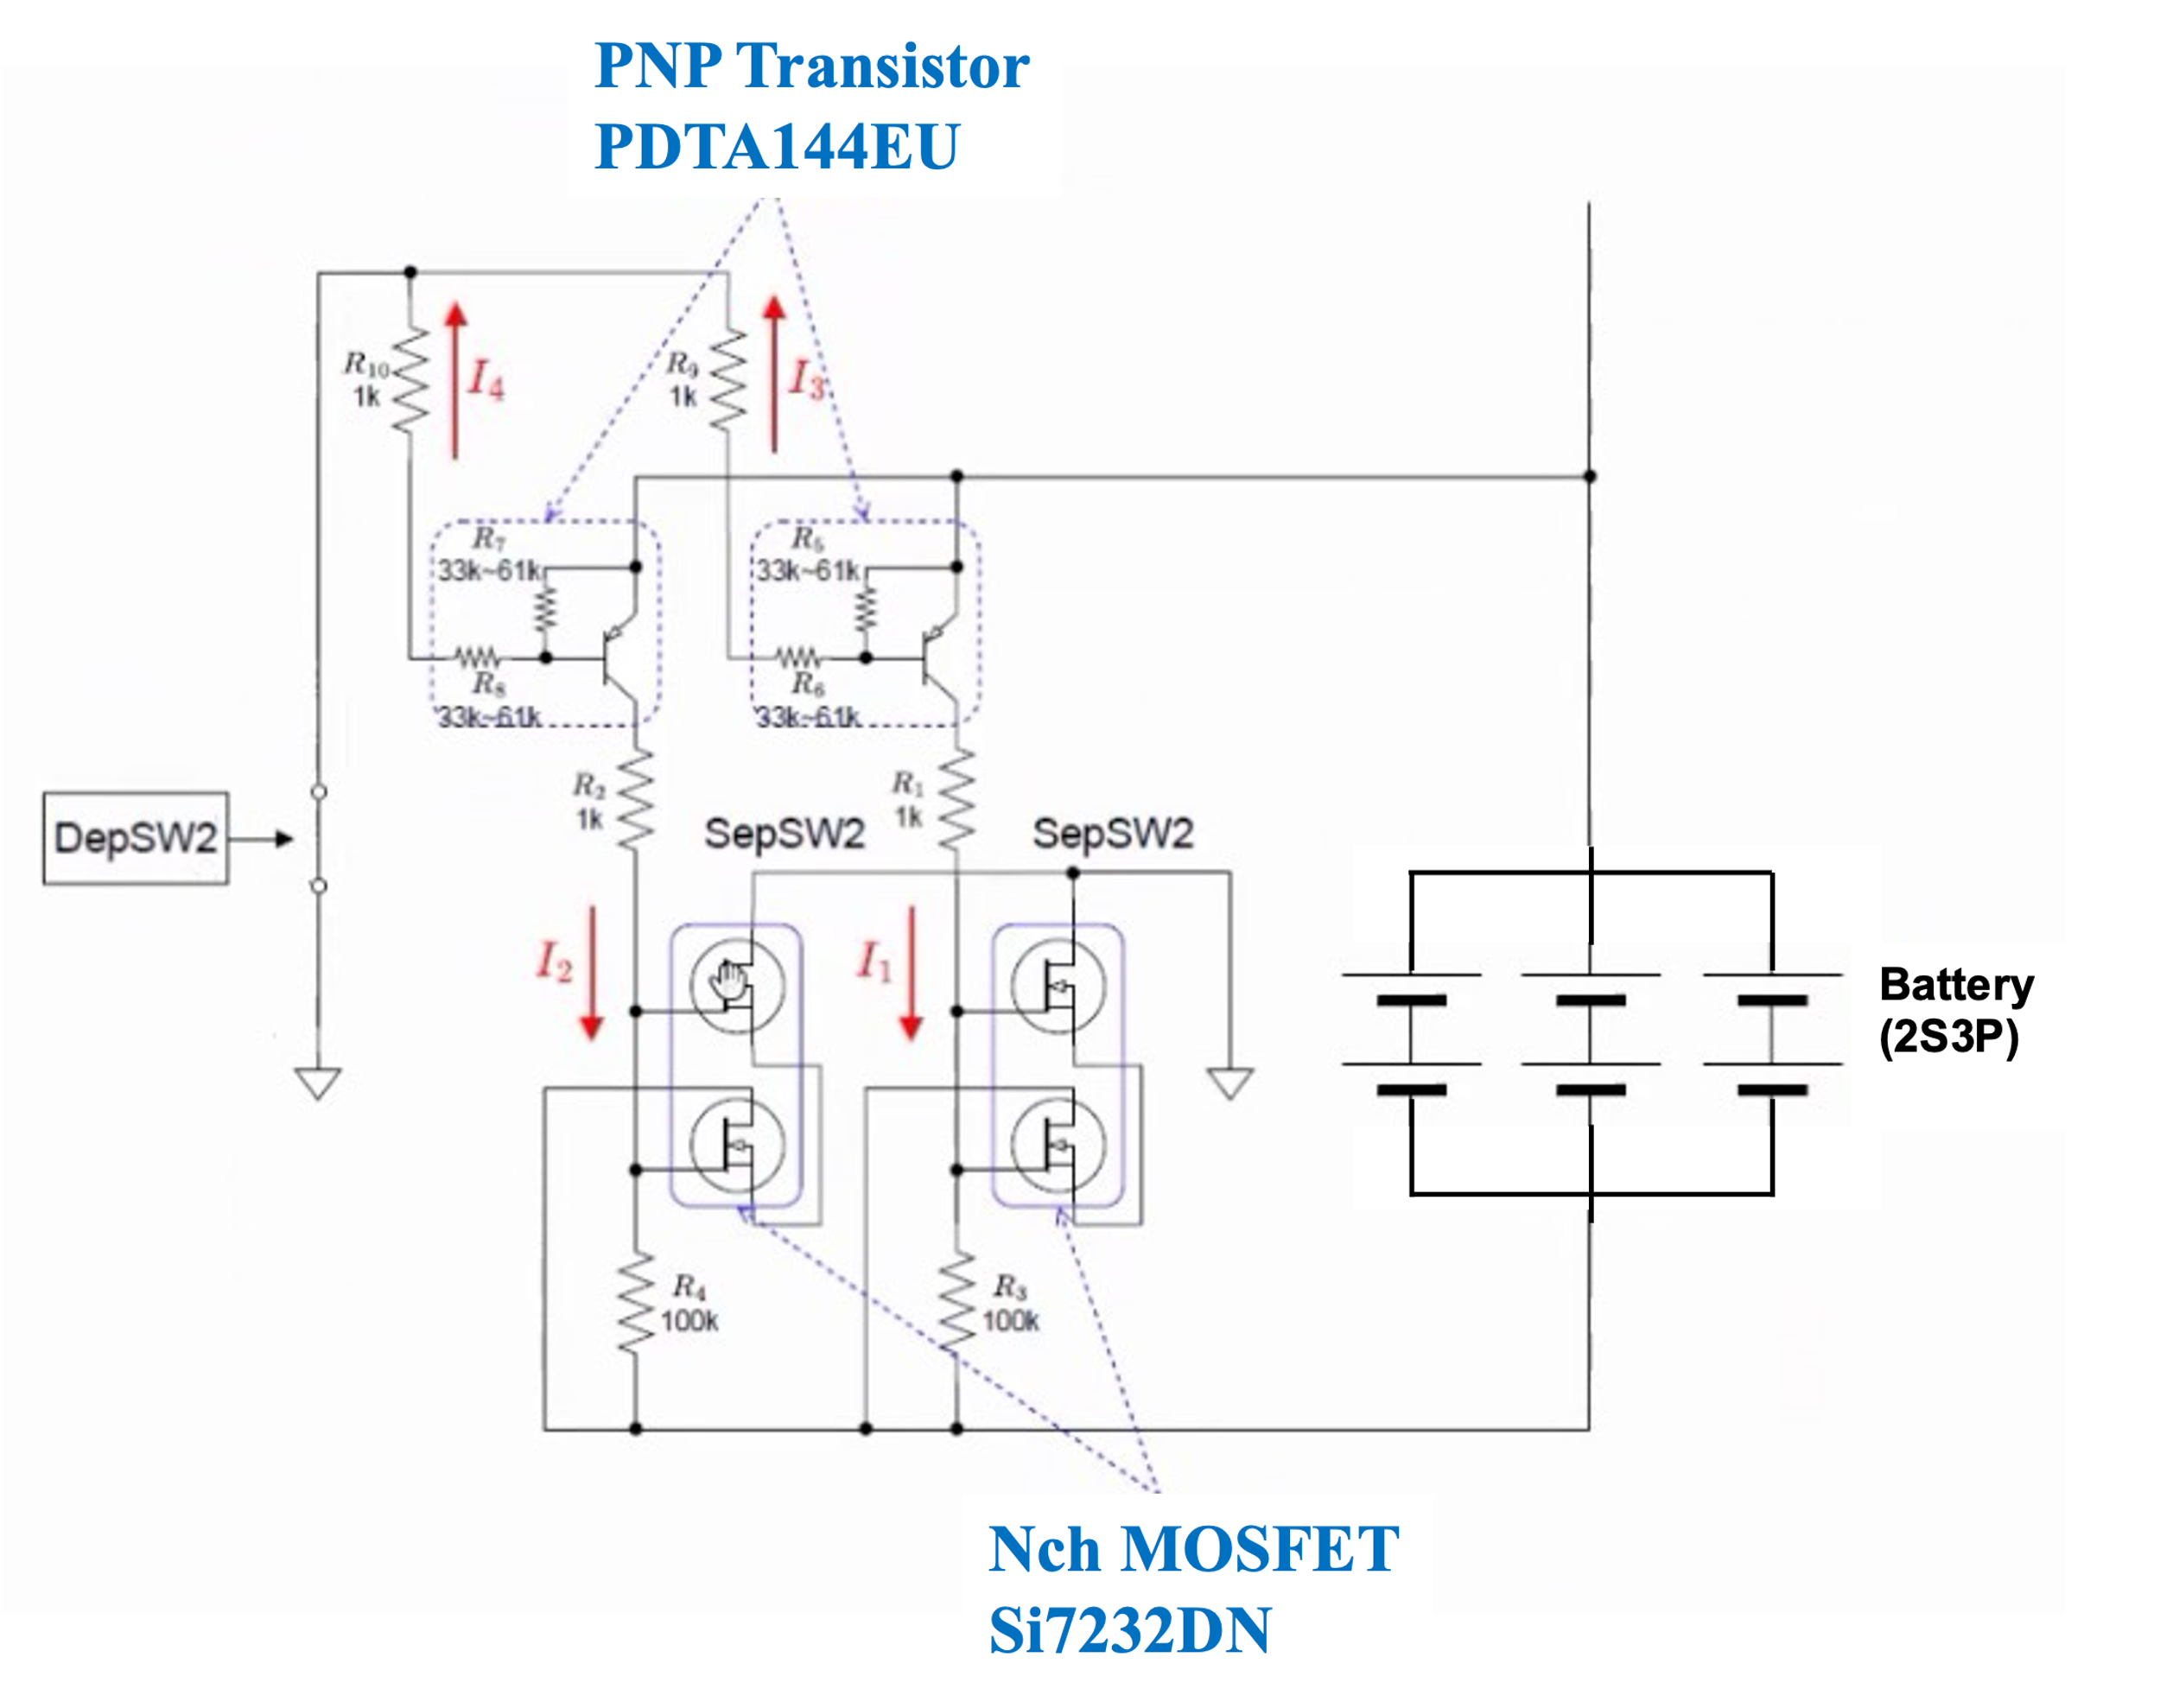 PNP Transistor
PDTA144EU
R10
1k
I4
R9
1k
I3
R7
33k~61k
R8
33k~61k
R5
33k~61k
R6
33k~61k
R2
1k
R1
1k
SepSW2
SepSW2
DepSW2
I2
I1
Battery
(2S3P)
R4
100k
R3
100k
Nch MOSFET
Si7232DN